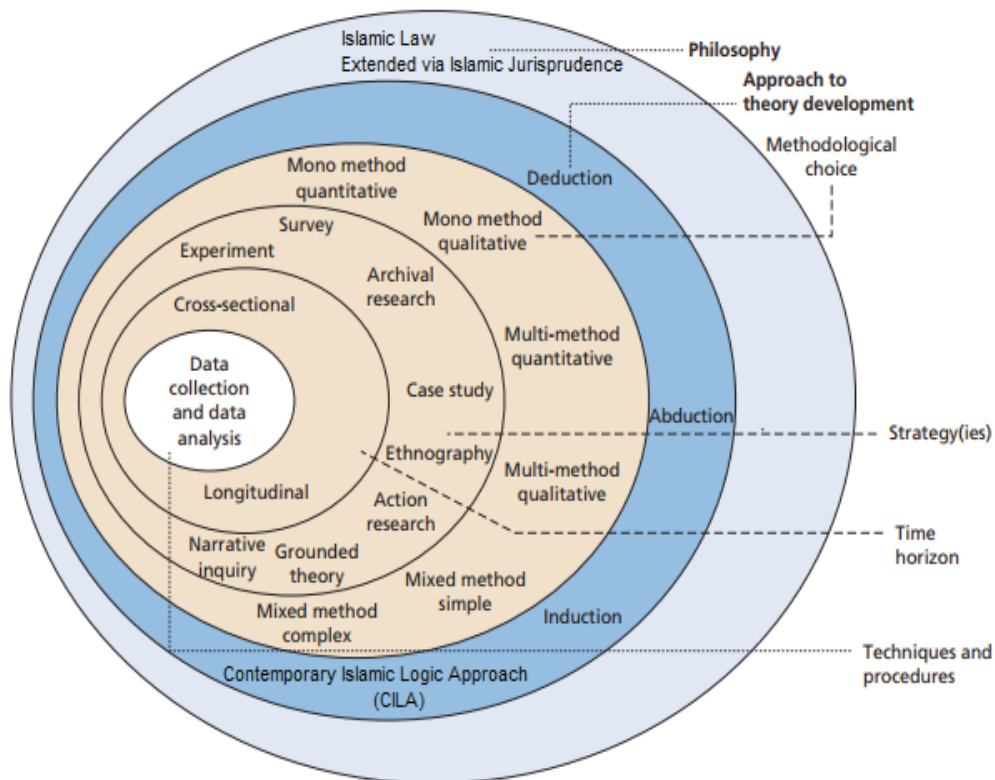 Islamic Law
Extended via Islamic Jurisprudence
Philosophy
Approach to
theory development
Methodological
choice
Mono method
quantitative
Deduction
Survey
Mono method
qualitative
Experiment
Archival
research
Cross-sectional
Multi-method
quantitative
Data
collection
and data
analysis
Case study
Abduction
Strategy(ies)
Ethnography
Multi-method
qualitative
Longitudinal
Action
research
Time
horizon
Narrative
inquiry
Grounded
theory
Mixed method
simple
Mixed method
complex
Induction
Techniques and
procedures
Contemporary Islamic Logic Approach
(CILA)